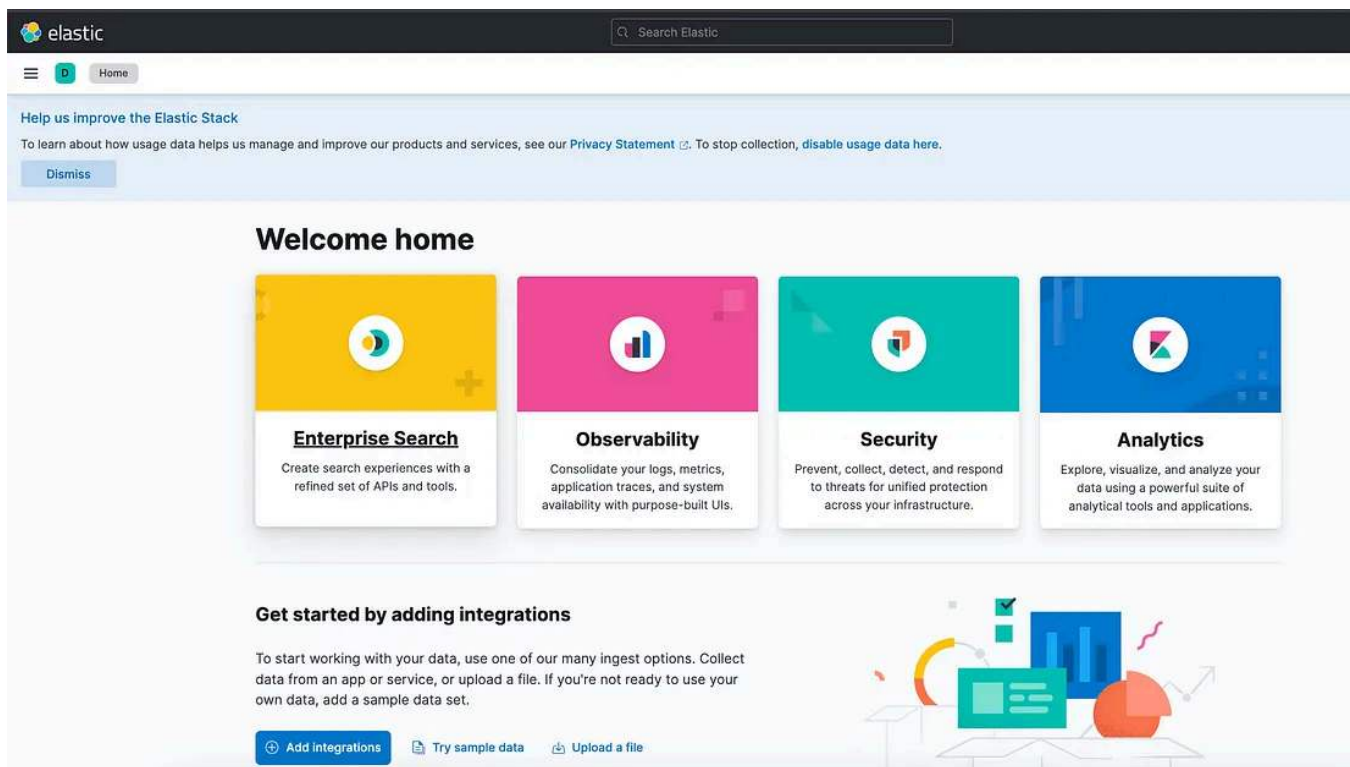 elastic
Search Elastic
D
Home
Help us improve the Elastic Stack
To learn about how usage data helps us manage and improve our products and services, see our Privacy Statement. To stop collection, disable usage data here.
Dismiss
Welcome home
Enterprise Search
Create search experiences with a
refined set of APIs and tools.
Observability
Consolidate your logs, metrics,
application traces, and system
availability with purpose-built UIs.
Security
Prevent, collect, detect, and respond
to threats for unified protection
across your infrastructure.
Analytics
Explore, visualize, and analyze your
data using a powerful suite of
analytical tools and applications.
Get started by adding integrations
To start working with your data, use one of our many ingest options. Collect
data from an app or service, or upload a file. If you're not ready to use your
own data, add a sample data set.
Add integrations
Try sample data
Upload a file